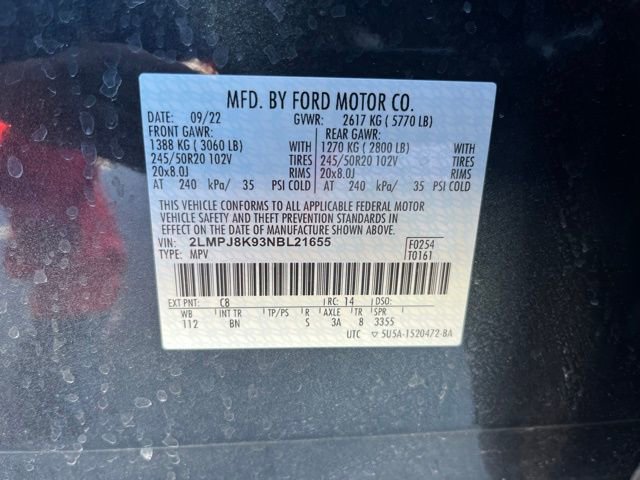 MFD. BY FORD MOTOR CO.
DATE: 09/22 GVWR: 2617 KG ( 5770 LB)
FRONT GAWR: REAR GAWR:
1388 KG ( 3060 LB) WITH 1270 KG ( 2800 LB) WITH
245/50R20 102V TIRES 245/50R20 102V TIRES
20x8.0J RIMS 20x8.0J RIMS
AT 240 kPa/ 35 PSI COLD AT 240 kPa/ 35 PSI COLD
THIS VEHICLE CONFORMS TO ALL APPLICABLE FEDERAL MOTOR
VEHICLE SAFETY AND THEFT PREVENTION STANDARDS IN
EFFECT ON THE DATE OF MANUFACTURE SHOWN ABOVE.
VIN: 2LMPJ8K93NBL21655 F0254
TYPE: MPV T0161
EXT PNT: C8 RC: 14 DSO:
WB INT TR TP/PS R AXLE TR SPR
112 BN S 3A 8 3355
UTC ▽ 5U5A-1520472-BA